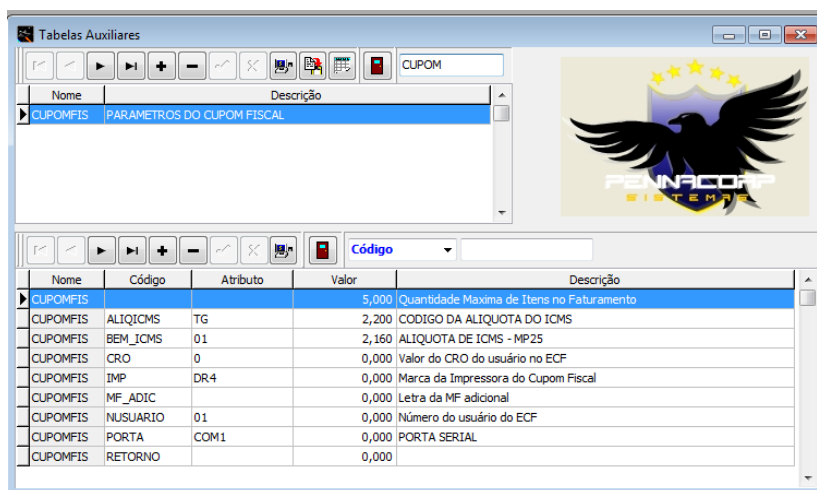 Tabelas Auxiliares
CUPOM
Nome Descrição
CUPOMFIS PARAMETROS DO CUPOM FISCAL
PENNACORP
SISTEMAS
Código
Nome Código Atributo Valor Descrição
CUPOMFIS 5,000 Quantidade Maxima de Itens no Faturamento
CUPOMFIS ALIQICMS TG 2,200 CODIGO DA ALIQUOTA DO ICMS
CUPOMFIS BEM_ICMS 01 2,160 ALIQUOTA DE ICMS - MP25
CUPOMFIS CRO 0 0,000 Valor do CRO do usuário no ECF
CUPOMFIS IMP DR4 0,000 Marca da Impressora do Cupom Fiscal
CUPOMFIS MF_ADIC 0,000 Letra da MF adicional
CUPOMFIS NUSUARIO 01 0,000 Número do usuário do ECF
CUPOMFIS PORTA COM1 0,000 PORTA SERIAL
CUPOMFIS RETORNO 0,000